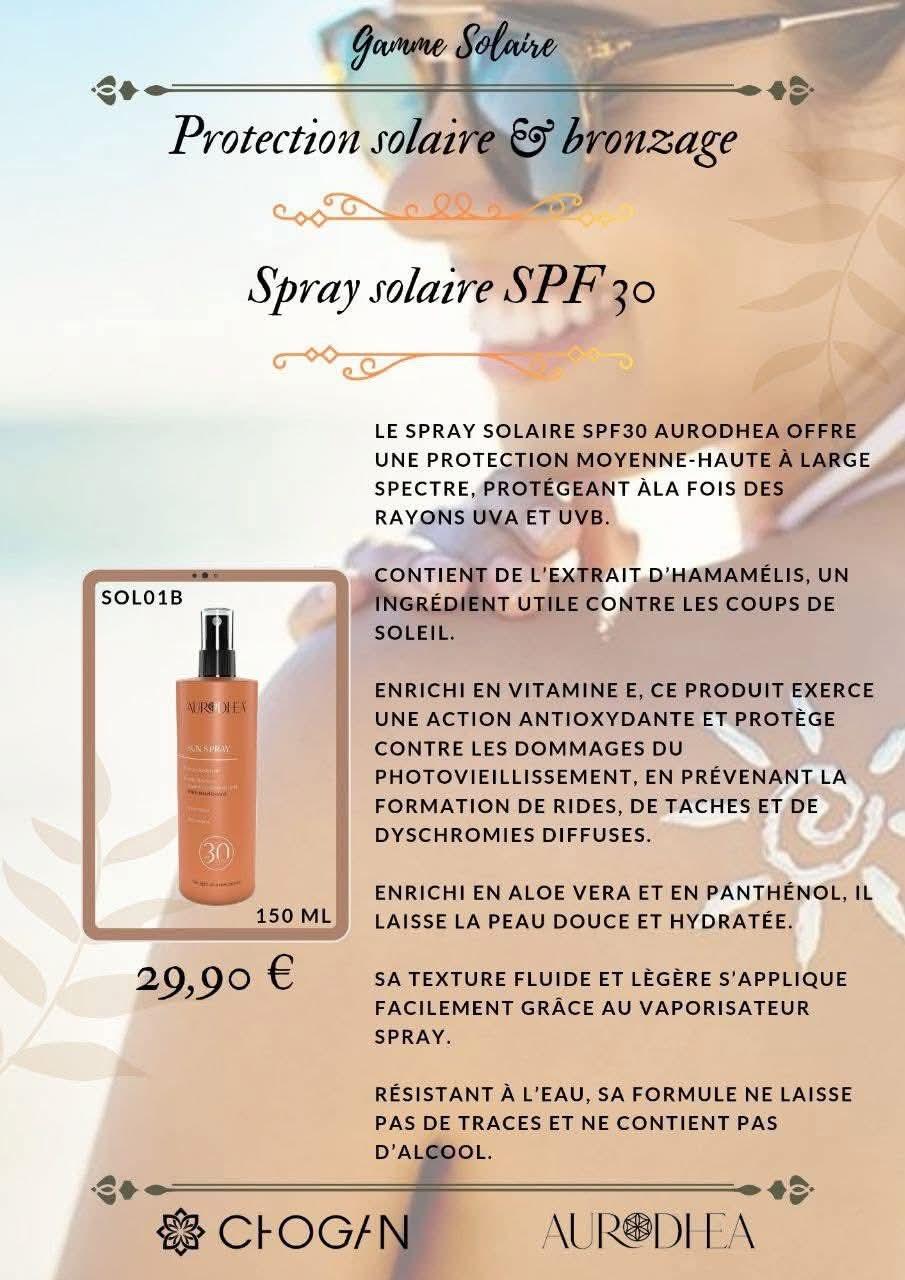 Gamme Solaire
Protection solaire & bronzage
Spray solaire SPF 30
LE SPRAY SOLAIRE SPF30 AURODHEA OFFRE
UNE PROTECTION MOYENNE-HAUTE À LARGE
SPECTRE, PROTÉGEANT ÀLA FOIS DES
RAYONS UVA ET UVB.
CONTIENT DE L'EXTRAIT D'HAMAMÉLIS, UN
INGRÉDIENT UTILE CONTRE LES COUPS DE
SOLEIL.
ENRICHI EN VITAMINE E, CE PRODUIT EXERCE
UNE ACTION ANTIOXYDANTE ET PROTÈGE
CONTRE LES DOMMAGES DU
PHOTOVIEILLISSEMENT, EN PRÉVENANT LA
FORMATION DE RIDES, DE TACHES ET DE
DYSCHROMIES DIFFUSES.
ENRICHI EN ALOE VERA ET EN PANTHÉNOL, IL
LAISSE LA PEAU DOUCE ET HYDRATÉE.
SA TEXTURE FLUIDE ET LÈGÈRE S'APPLIQUE
FACILEMENT GRÂCE AU VAPORISATEUR
SPRAY.
RÉSISTANT À L'EAU, SA FORMULE NE LAISSE
PAS DE TRACES ET NE CONTIENT PAS
D'ALCOOL.
SOL01B
AURODHEA
SUN SPRAY
30
150 ML
29,90 €
CHOGAN
AURODHEA